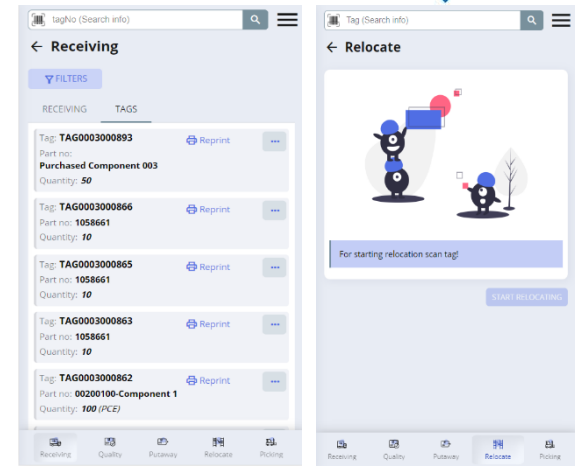 tagNo (Search info)
← Receiving
FILTERS
RECEIVING TAGS
Tag: TAG0003000893 Reprint ...
Part no:
Purchased Component 003
Quantity: 50
Tag: TAG0003000866 Reprint ...
Part no: 1058661
Quantity: 10
Tag: TAG0003000865 Reprint ...
Part no: 1058661
Quantity: 10
Tag: TAG0003000863 Reprint ...
Part no: 1058661
Quantity: 10
Tag: TAG0003000862 Reprint ...
Part no: 00200100-Component 1
Quantity: 100 (PCE)
Receiving Quality Putaway Relocate Picking
Tag (Search info)
← Relocate
For starting relocation scan tag!
START RELOCATING
Receiving Quality Putaway Relocate Picking